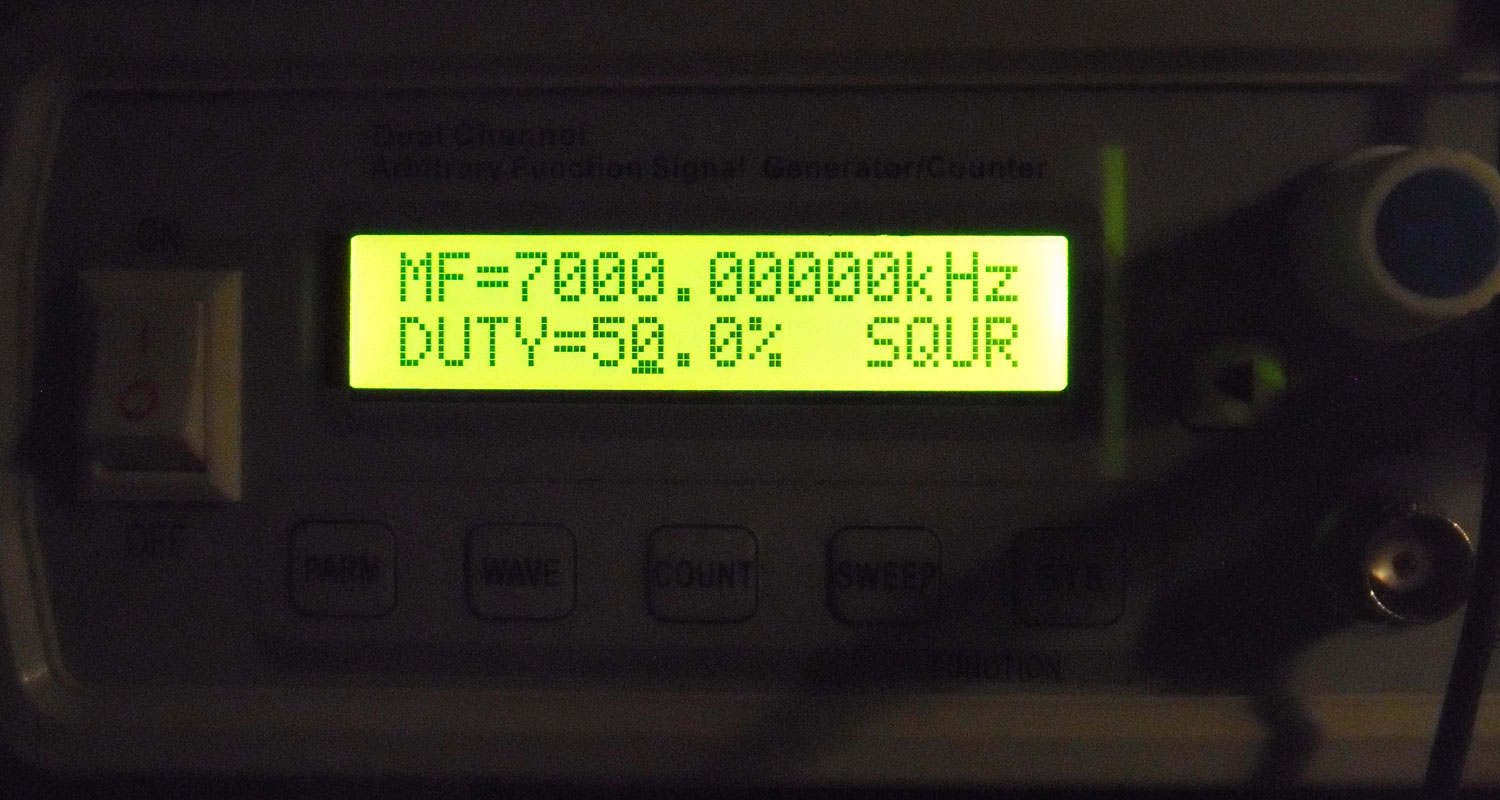 Dual Channel
Arbitrary Function Signal Generator/Counter
ON
MF=7000.00000kHz
DUTY=50.0% SQUR
OFF
PARM WAVE COUNT SWEEP SYS
FUNCTION